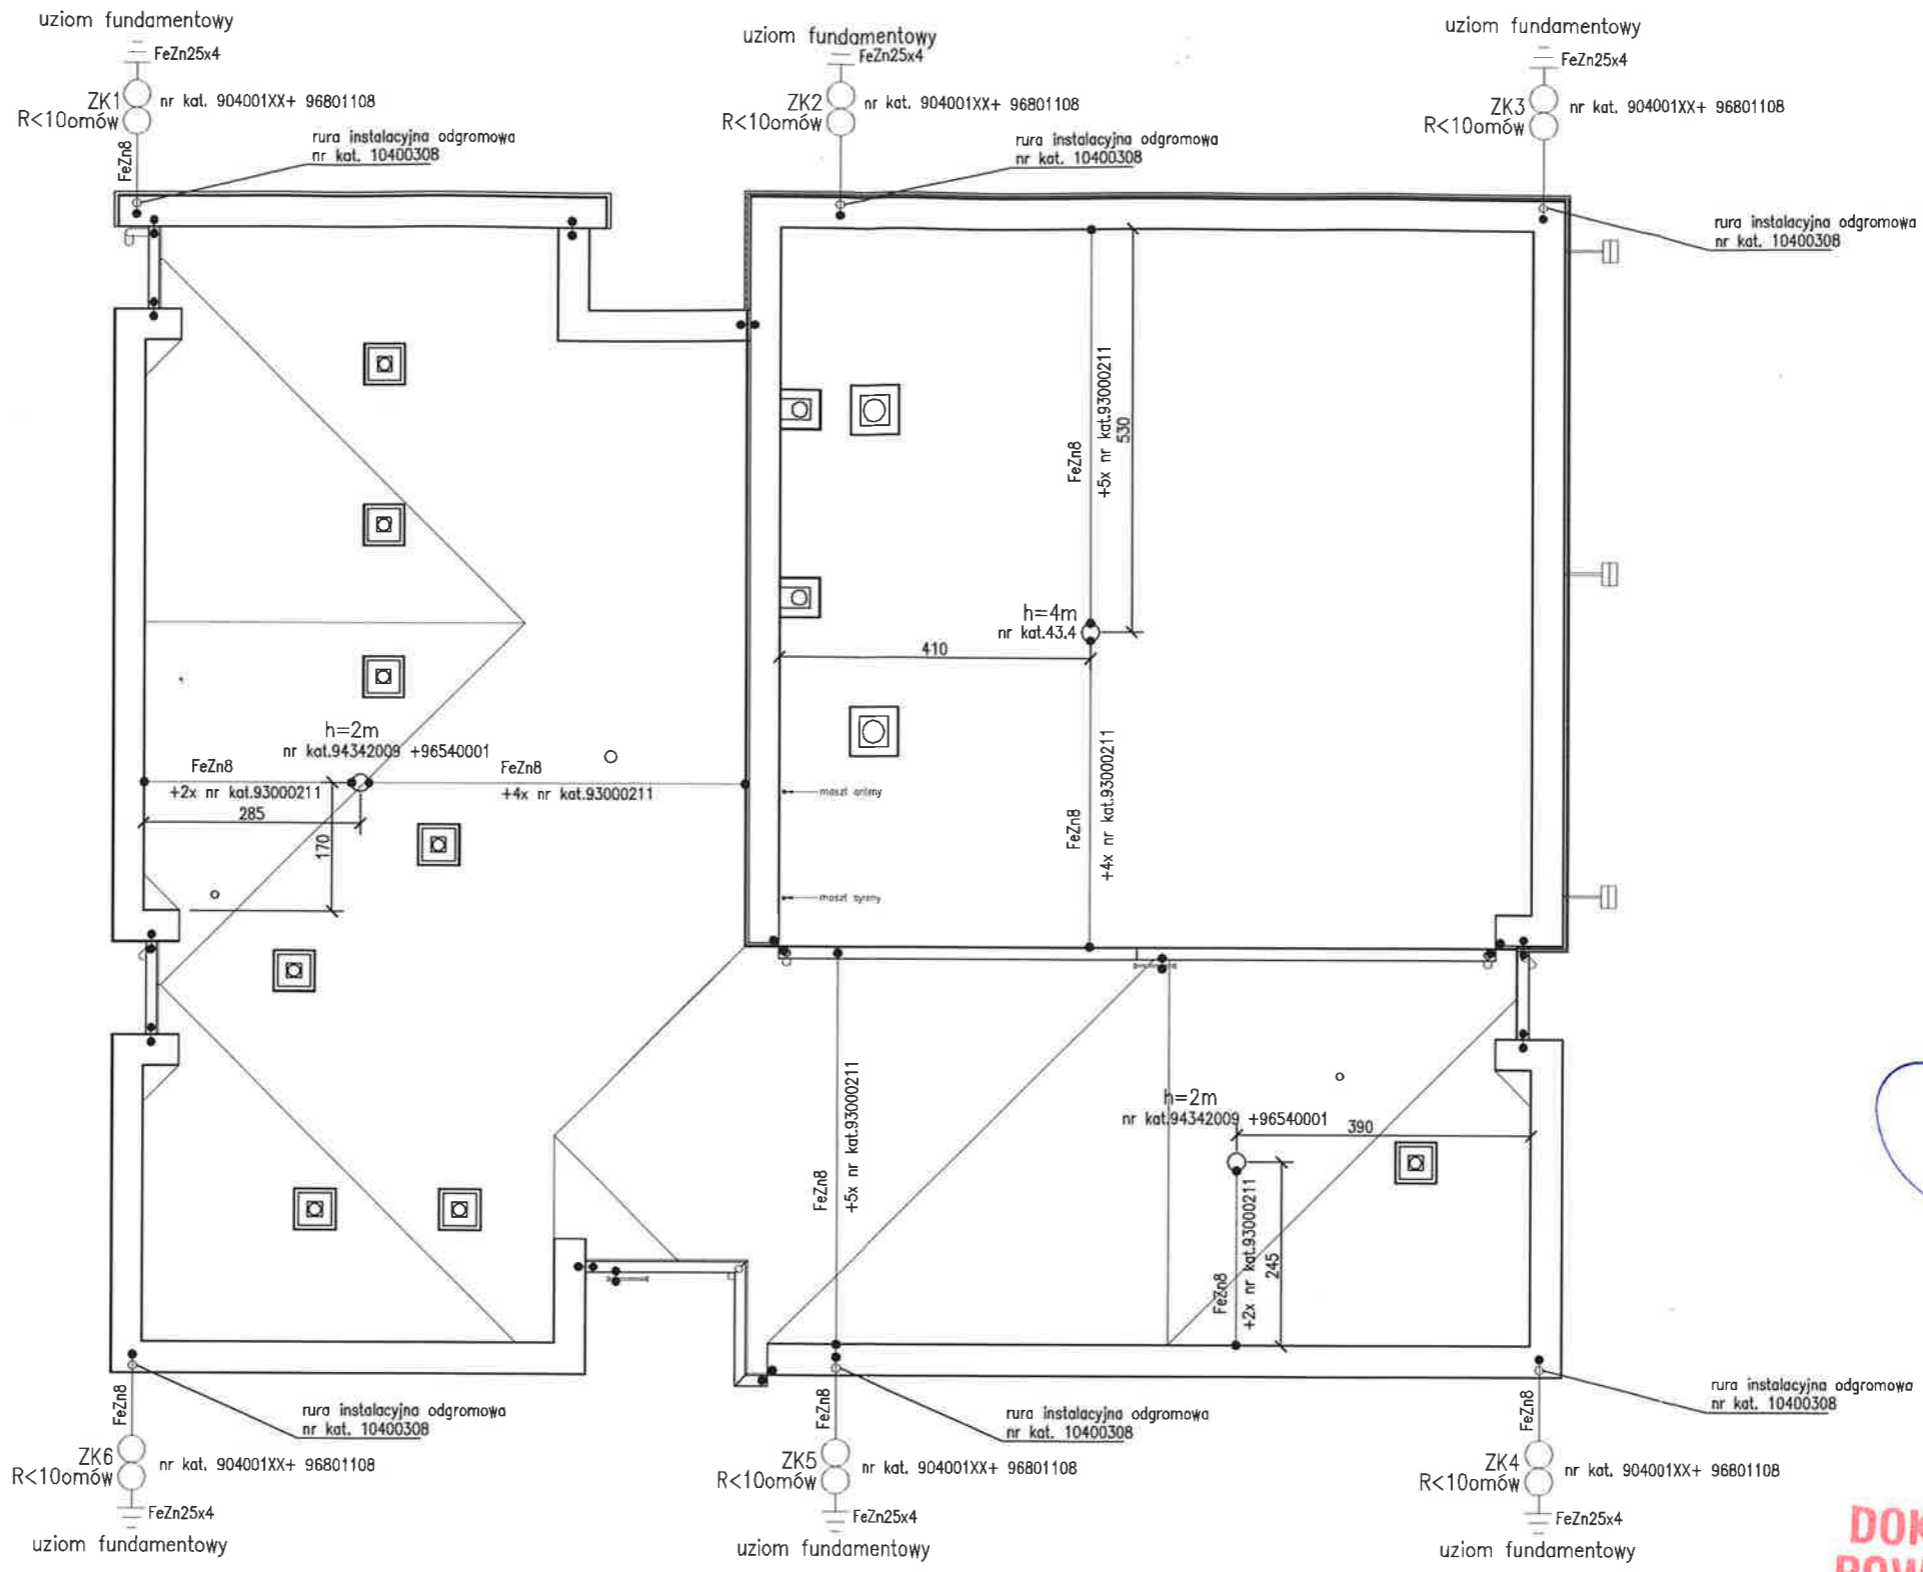 uziom fundamentowy
FeZn25x4
ZK1
nr kat. 904001XX+ 96801108
R<10omów
FeZn8
rura instalacyjna odgromowa
nr kat. 10400308
uziom fundamentowy
FeZn25x4
ZK2
nr kat. 904001XX+ 96801108
R<10omów
rura instalacyjna odgromowa
nr kat. 10400308
uziom fundamentowy
FeZn25x4
ZK3
nr kat. 904001XX+ 96801108
R<10omów
rura instalacyjna odgromowa
nr kat. 10400308
FeZn8
+5x nr kat.93000211
530
h=4m
nr kat.43.4
410
h=2m
nr kat.94342009 +96540001
FeZn8
+2x nr kat.93000211
FeZn8
+4x nr kat.93000211
285
170
maszt anteny
maszt syreny
FeZn8
+4x nr kat.93000211
FeZn8
+5x nr kat.93000211
h=2m
nr kat.94342009 +96540001
390
FeZn8
+2x nr kat.93000211
245
FeZn8
rura instalacyjna odgromowa
nr kat. 10400308
ZK6
nr kat. 904001XX+ 96801108
R<10omów
FeZn25x4
uziom fundamentowy
FeZn8
rura instalacyjna odgromowa
nr kat. 10400308
ZK5
nr kat. 904001XX+ 96801108
R<10omów
FeZn25x4
uziom fundamentowy
FeZn8
rura instalacyjna odgromowa
nr kat. 10400308
ZK4
nr kat. 904001XX+ 96801108
R<10omów
FeZn25x4
uziom fundamentowy